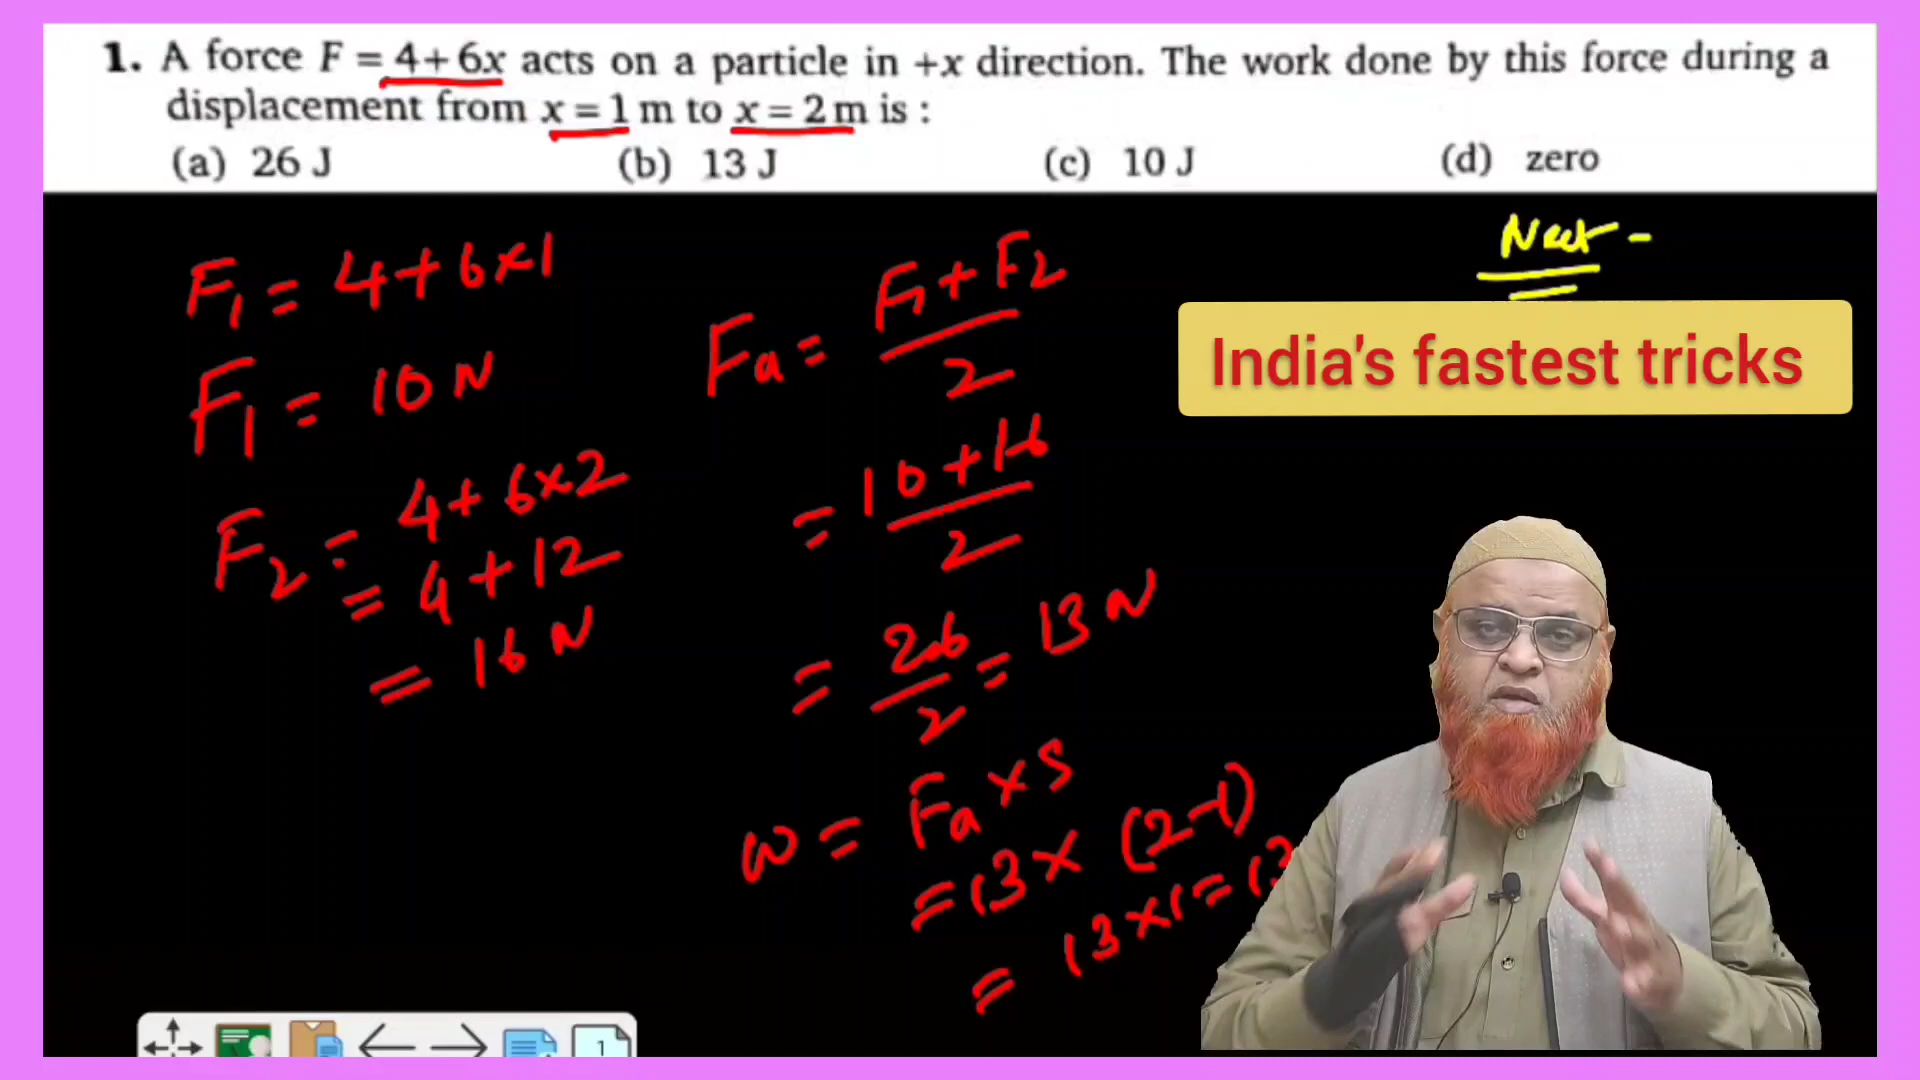 1. A force F = 4 + 6x acts on a particle in +x direction. The work done by this force during a
displacement from x = 1 m to x = 2 m is :
(a) 26 J (b) 13 J (c) 10 J (d) zero
F₁ = 4 + 6×1
F₁ = 10 N
F₂ = 4 + 6×2
= 4 + 12
= 16 N
Fa = F₁ + F₂ / 2
= 10 + 16 / 2
= 26 / 2 = 13 N
W = Fa × S
= 13 × (2-1)
= 13 × 1 = 13
Neet -
India's fastest tricks
1